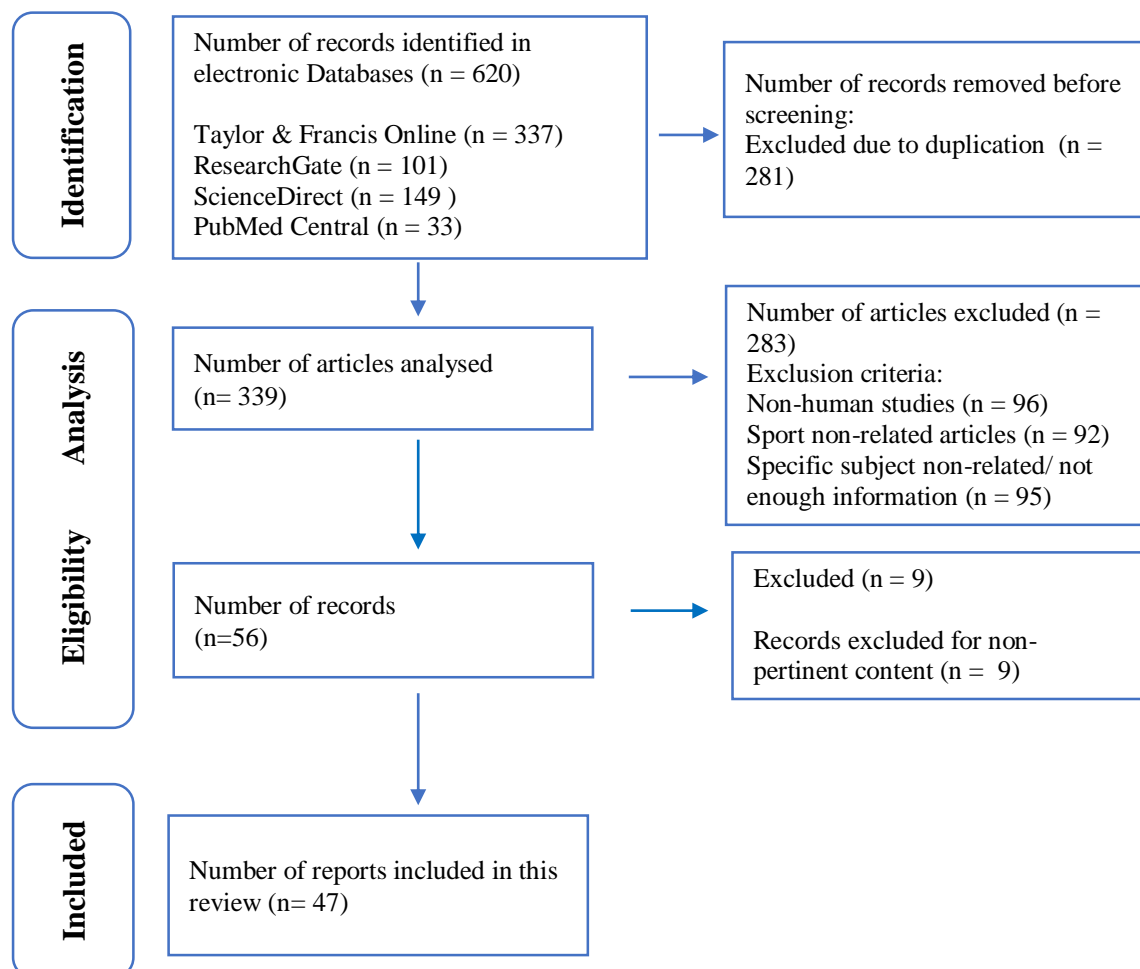 Identification
Number of records identified in
electronic Databases (n = 620)
Taylor & Francis Online (n = 337)
ResearchGate (n = 101)
ScienceDirect (n = 149 )
PubMed Central (n = 33)
Number of records removed before
screening:
Excluded due to duplication (n =
281)
Analysis
Eligibility
Number of articles analysed
(n= 339)
Number of articles excluded (n =
283)
Exclusion criteria:
Non-human studies (n = 96)
Sport non-related articles (n = 92)
Specific subject non-related/ not
enough information (n = 95)
Number of records
(n=56)
Excluded (n = 9)
Records excluded for non-
pertinent content (n = 9)
Included
Number of reports included in this
review (n= 47)